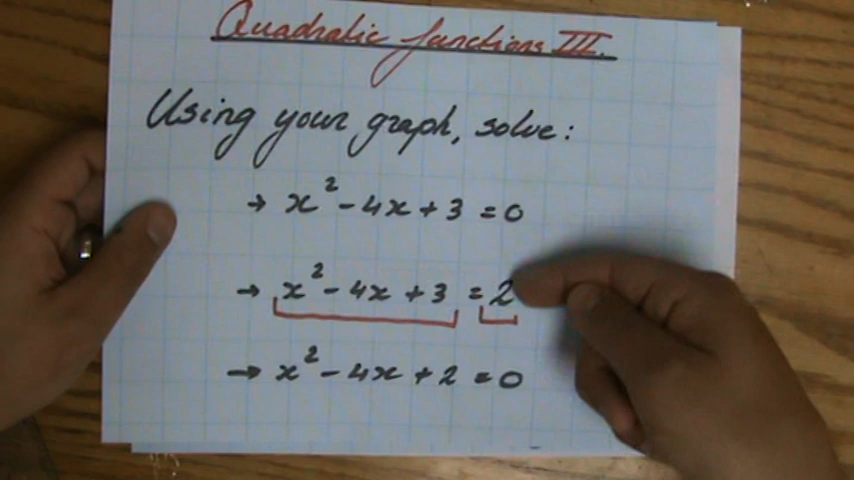 Quadratic functions III.
Using your graph, solve:
→ x² - 4x + 3 = 0
→ x² - 4x + 3 = 2
→ x² - 4x + 2 = 0